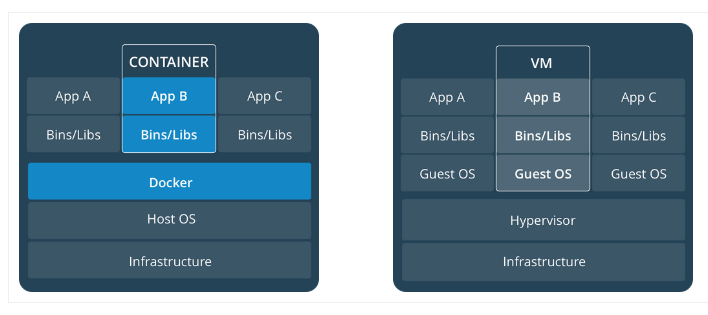 CONTAINER
App A App B App C
Bins/Libs Bins/Libs Bins/Libs
Docker
Host OS
Infrastructure
VM
App A App B App C
Bins/Libs Bins/Libs Bins/Libs
Guest OS Guest OS Guest OS
Hypervisor
Infrastructure